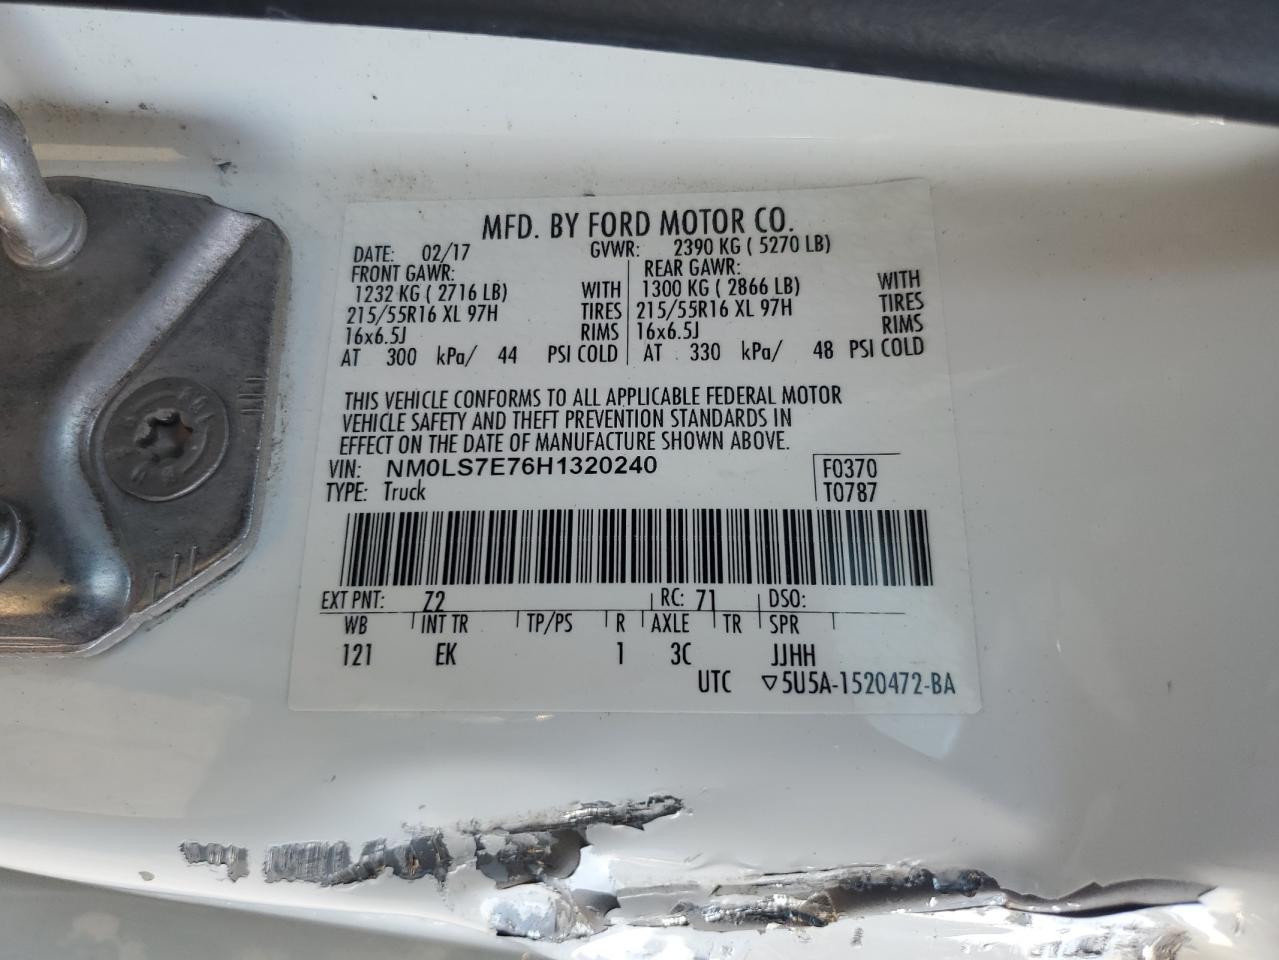 MFD. BY FORD MOTOR CO.
DATE: 02/17 GVWR: 2390 KG ( 5270 LB)
FRONT GAWR: REAR GAWR:
1232 KG ( 2716 LB) WITH 1300 KG ( 2866 LB) WITH
215/55R16 XL 97H TIRES 215/55R16 XL 97H TIRES
16x6.5J RIMS 16x6.5J RIMS
AT 300 kPa/ 44 PSI COLD AT 330 kPa/ 48 PSI COLD
THIS VEHICLE CONFORMS TO ALL APPLICABLE FEDERAL MOTOR
VEHICLE SAFETY AND THEFT PREVENTION STANDARDS IN
EFFECT ON THE DATE OF MANUFACTURE SHOWN ABOVE.
VIN: NM0LS7E76H1320240 F0370
TYPE: Truck T0787
EXT PNT: Z2 RC: 71 DSO:
WB INT TR TP/PS R AXLE TR SPR
121 EK 1 3C JJHH
UTC ▽5U5A-1520472-BA